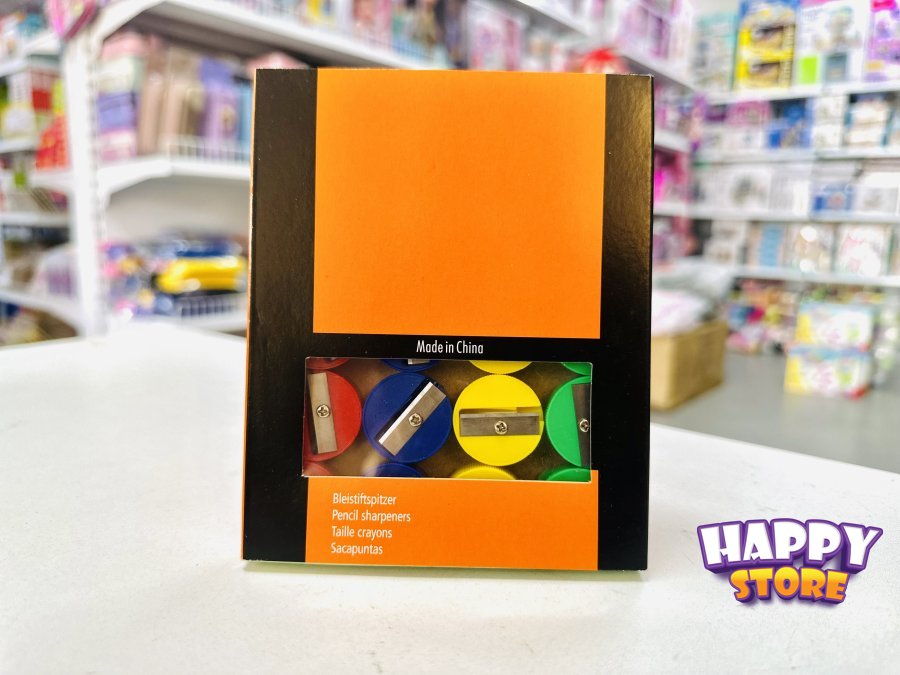 Made in China
Bleistiftspitzer
Pencil sharpeners
Taille crayons
Sacapuntas
HAPPY
STORE